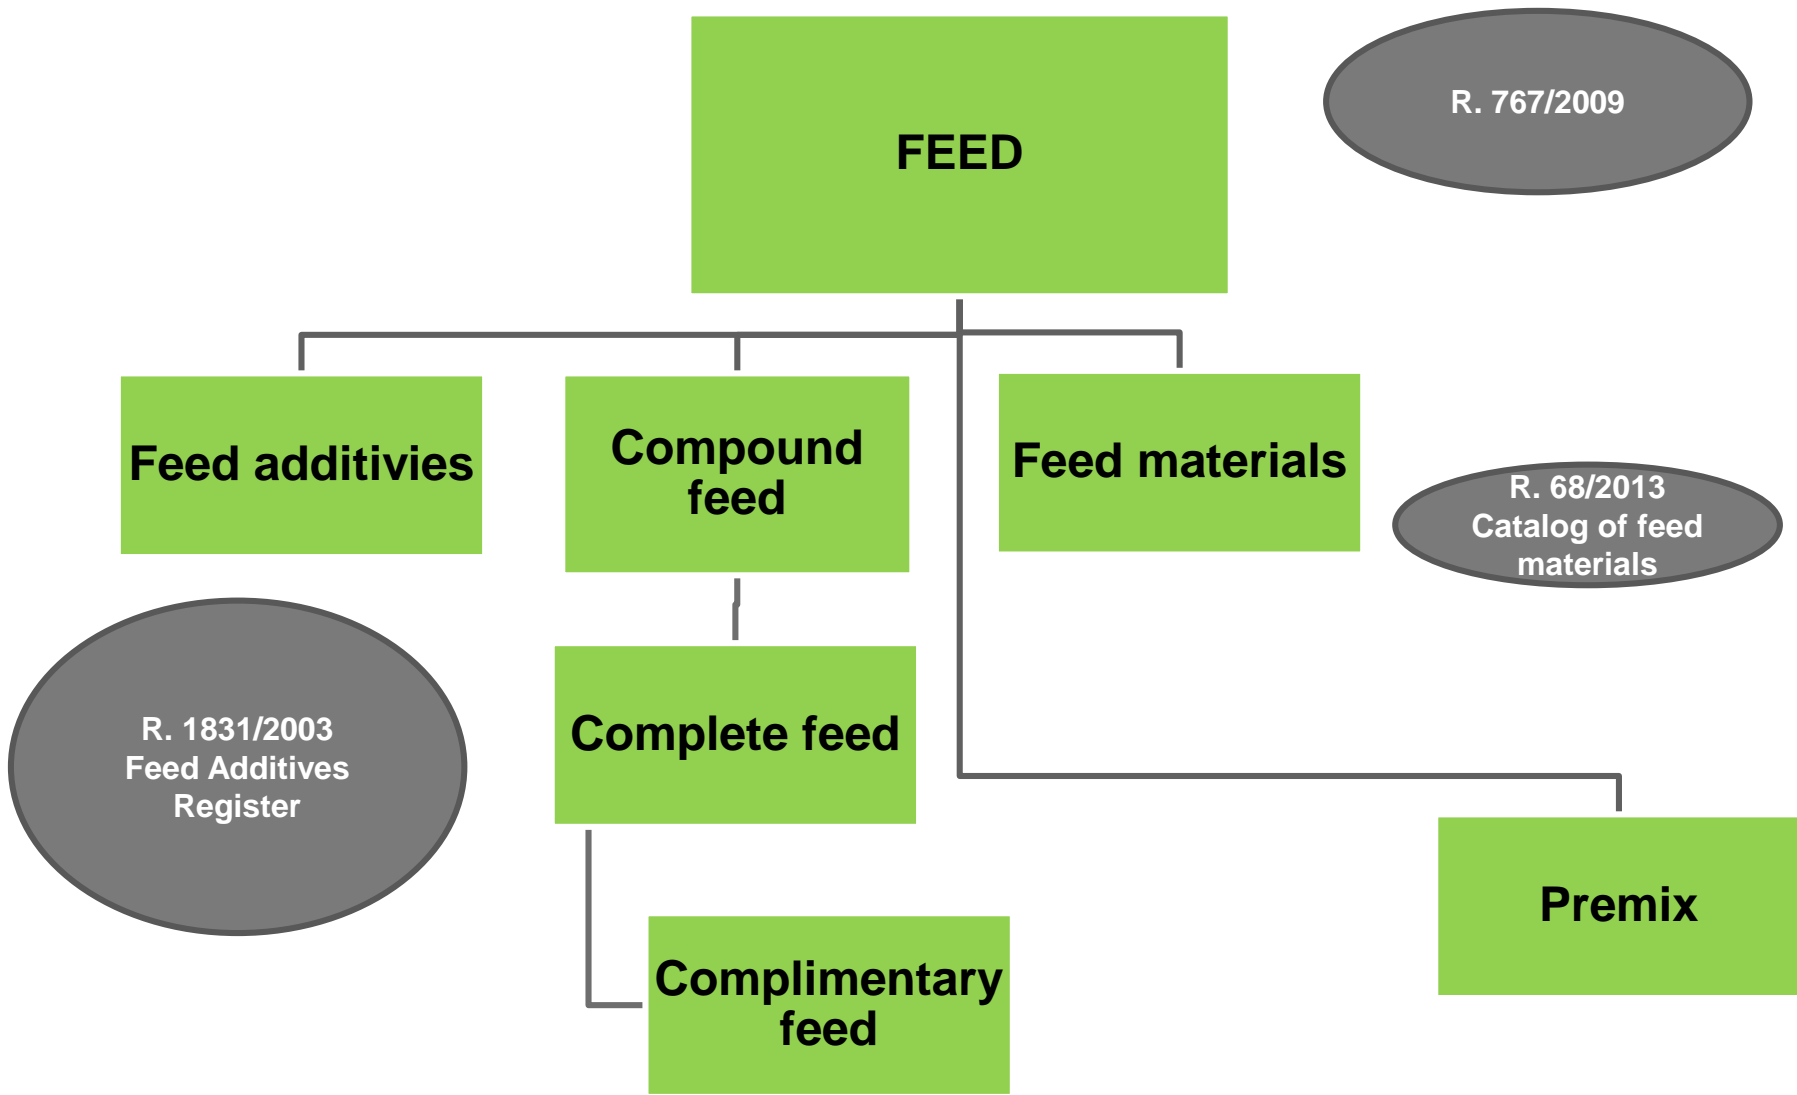 FEED
R. 767/2009
Feed additivies
Compound
feed
Feed materials
R. 68/2013
Catalog of feed
materials
R. 1831/2003
Feed Additives
Register
Complete feed
Premix
Complimentary
feed